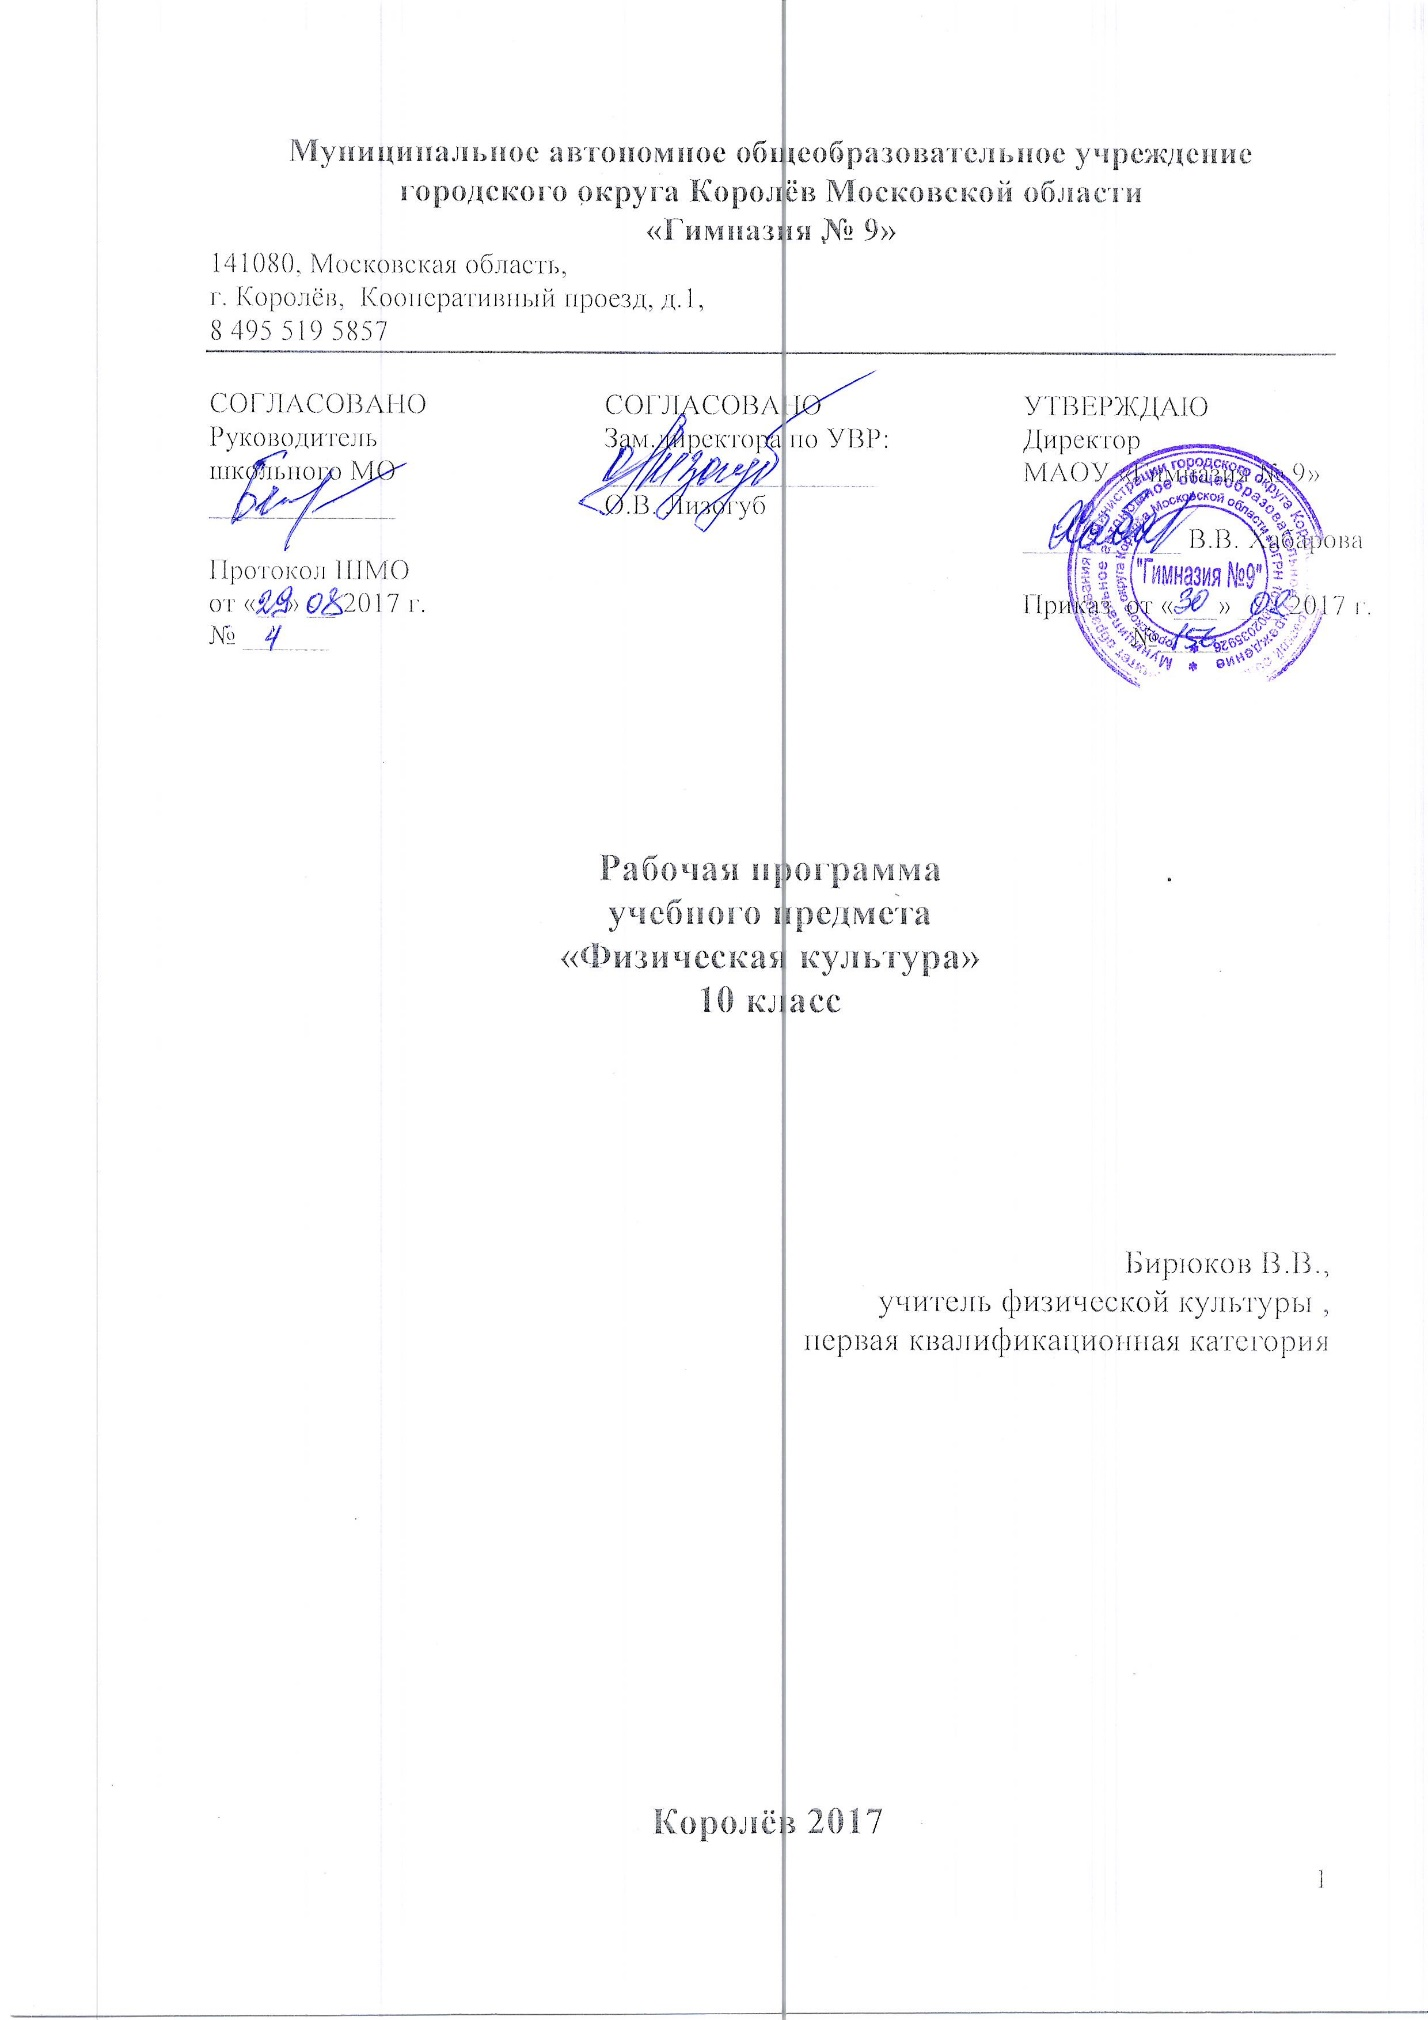 Муниципальное автономное общеобразовательное учреждение
городского округа Королёв Московской области
«Гимназия № 9»
141080, Московская область,
г. Королёв, Кооперативный проезд, д.1,
8 495 519 5857
СОГЛАСОВАНО
Руководитель
школьного МО
Протокол ШМО
от «29» 08 2017 г.
№ 4
СОГЛАСОВАНО
Зам.директора по УВР:
О.В. Лизогуб
УТВЕРЖДАЮ
Директор
МАОУ «Гимназия № 9»
В.В. Хабарова
Приказ от «30» 08 2017 г.
№
"Гимназия №9"
Рабочая программа
учебного предмета
«Физическая культура»
10 класс
Бирюков В.В.,
учитель физической культуры ,
первая квалификационная категория
Королёв 2017
1